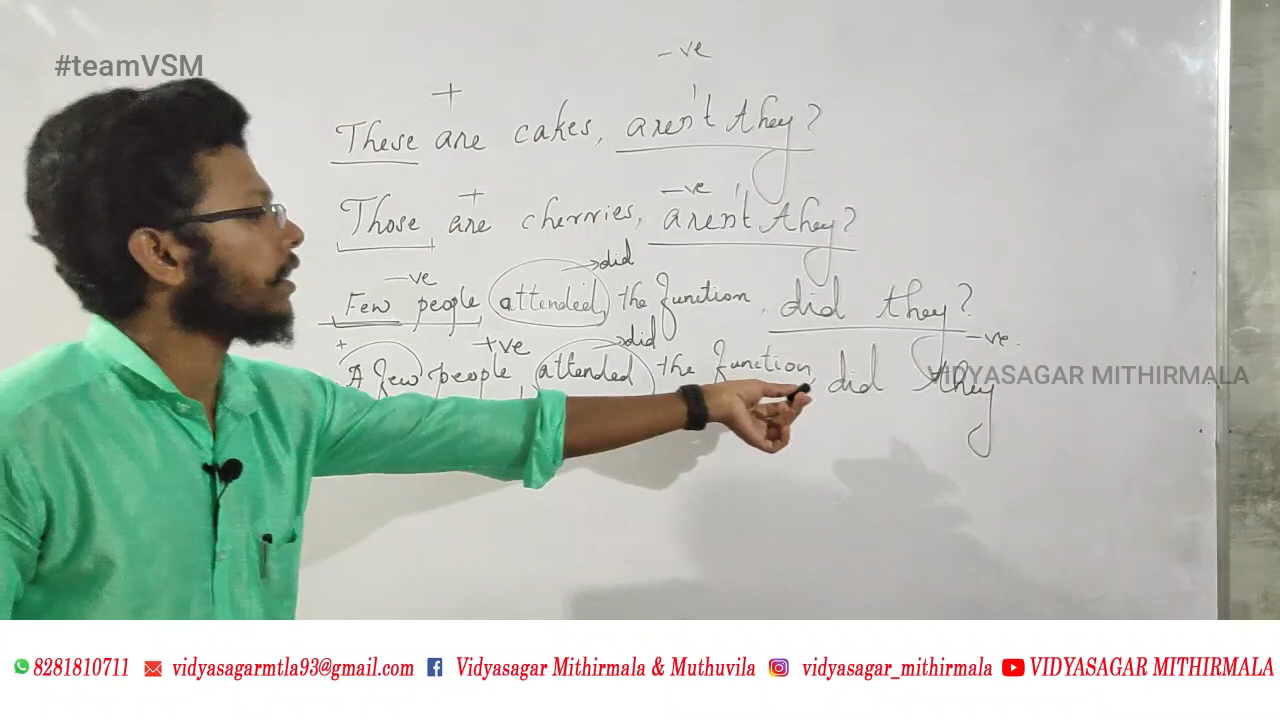 #teamVSM
-ve
+
These are cakes, aren't they?
+ -ve
Those are cherries, aren't they?
-ve did
Few people attended the function, did they?
+ +ve did -ve.
A few people attended the function, did they
VIDYASAGAR MITHIRMALA
8281810711 vidyasagarmtla93@gmail.com Vidyasagar Mithirmala & Muthuvila vidyasagar_mithirmala VIDYASAGAR MITHIRMALA